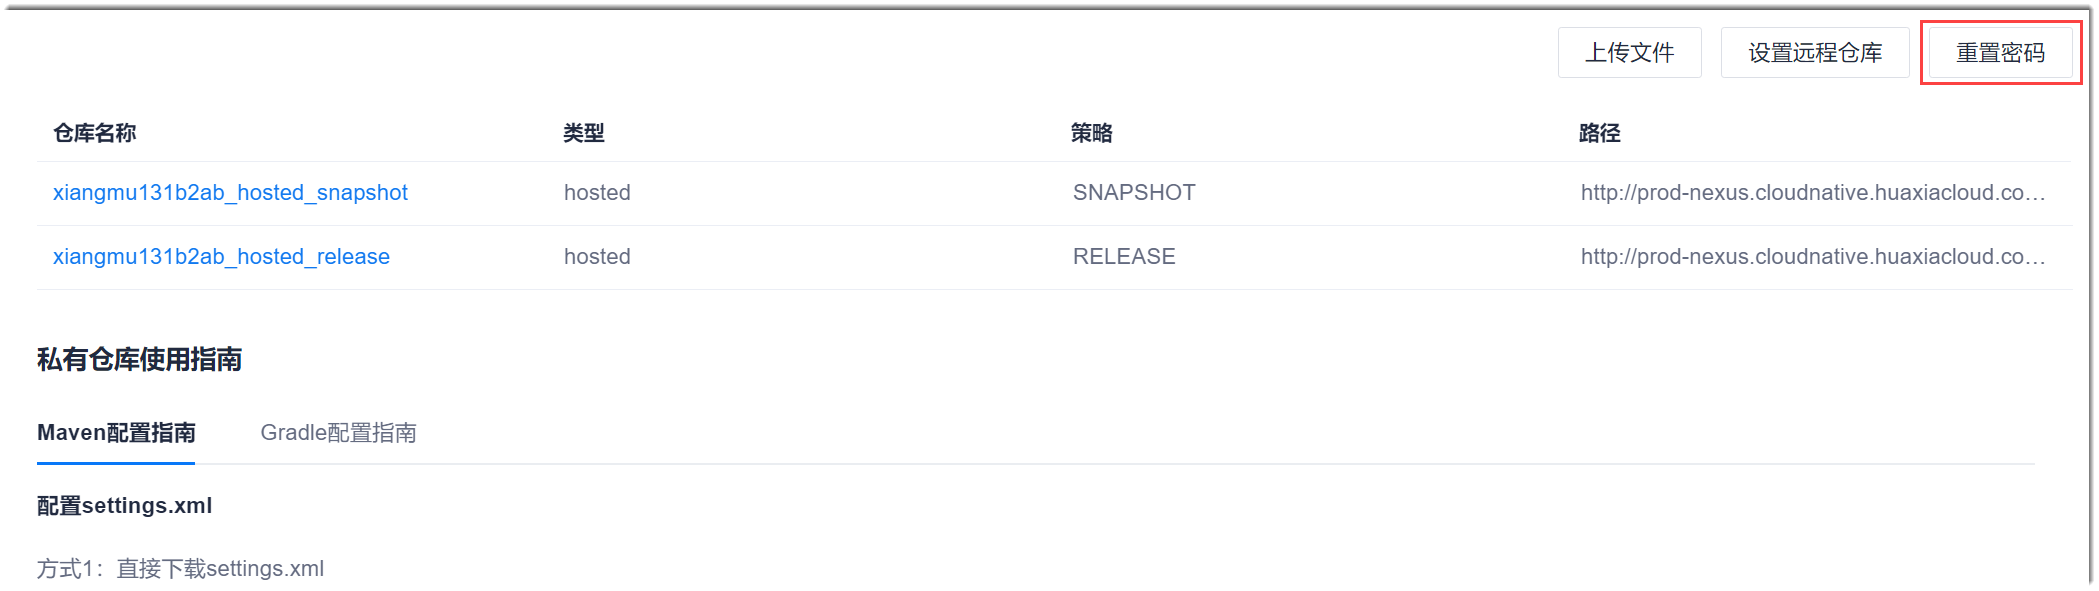 上传文件 设置远程仓库 重置密码
仓库名称 类型 策略 路径
xiangmu131b2ab_hosted_snapshot hosted SNAPSHOT http://prod-nexus.cloudnative.huaxiacloud.co…
xiangmu131b2ab_hosted_release hosted RELEASE http://prod-nexus.cloudnative.huaxiacloud.co…
私有仓库使用指南
Maven配置指南 Gradle配置指南
配置settings.xml
方式1：直接下载settings.xml